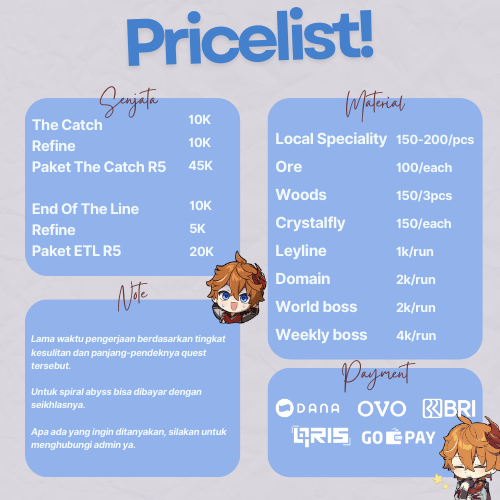 Pricelist!
Senjata
The Catch 10K
Refine 10K
Paket The Catch R5 45K
End Of The Line 10K
Refine 5K
Paket ETL R5 20K
Note
Lama waktu pengerjaan berdasarkan tingkat
kesulitan dan panjang-pendeknya quest
tersebut.
Untuk spiral abyss bisa dibayar dengan
seikhlasnya.
Apa ada yang ingin ditanyakan, silakan untuk
menghubungi admin ya.
Material
Local Speciality 150-200/pcs
Ore 100/each
Woods 150/3pcs
Crystalfly 150/each
Leyline 1k/run
Domain 2k/run
World boss 2k/run
Weekly boss 4k/run
Payment
DANA OVO BRI
QRIS GO PAY